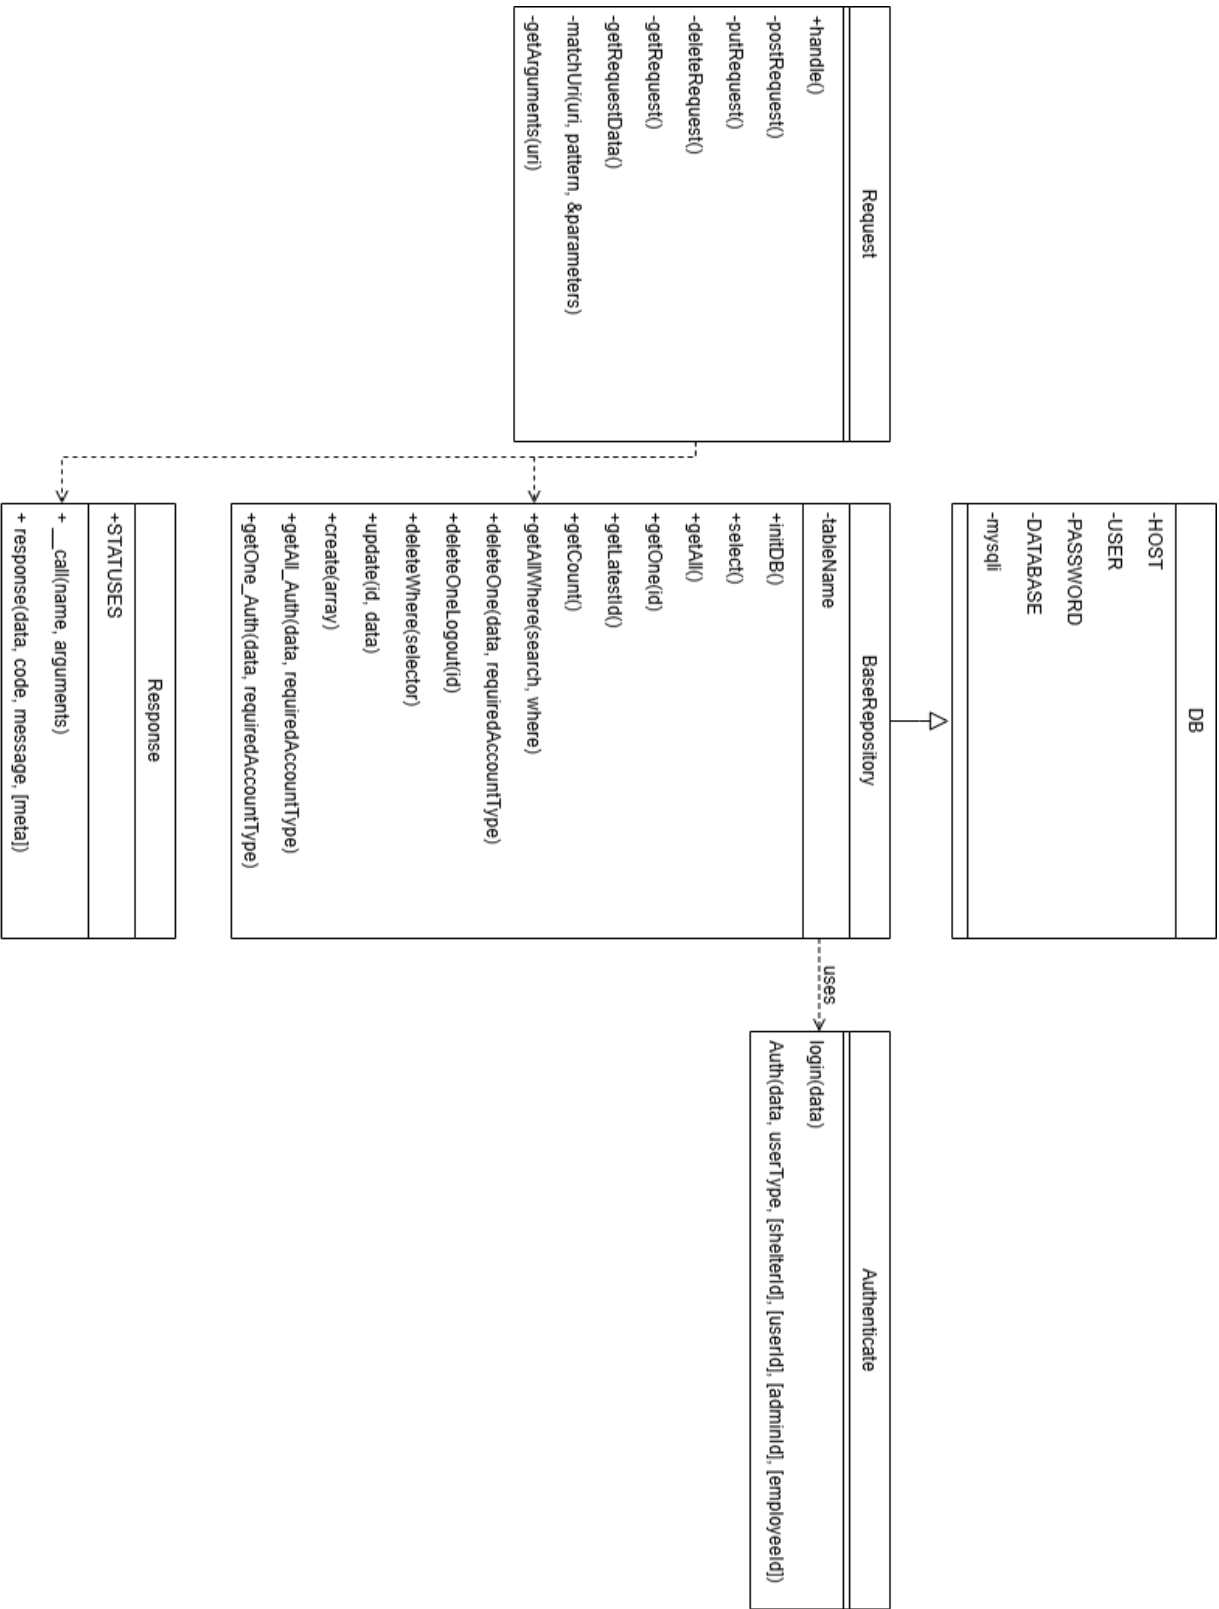 DB
-HOST
-USER
-PASSWORD
-DATABASE
-mysqli
Request
+handle()
-postRequest()
-putRequest()
-deleteRequest()
-getRequest()
-getRequestData()
-matchUri(uri, pattern, &parameters)
-getArguments(uri)
BaseRepository
-tableName
+initDB()
+select()
+getAll()
+getOne(id)
+getLatestId()
+getCount()
+getAllWhere(search, where)
+deleteOne(data, requiredAccountType)
+deleteOneLogout(id)
+deleteWhere(selector)
+update(id, data)
+create(array)
+getAll_Auth(data, requiredAccountType)
+getOne_Auth(data, requiredAccountType)
uses
Authenticate
login(data)
Auth(data, userType, [shelterId], [userId], [adminId], [employeeId])
Response
+STATUSES
+ __call(name, arguments)
+ response(data, code, message, [meta])